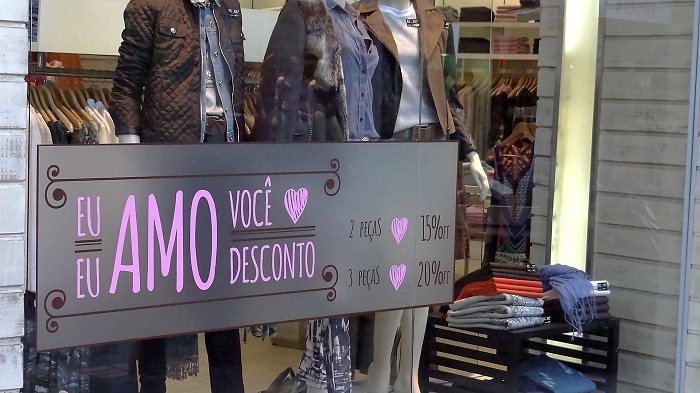 EU AMO VOCÊ
EU AMO DESCONTO
2 PEÇAS 15%OFF
3 PEÇAS 20%OFF